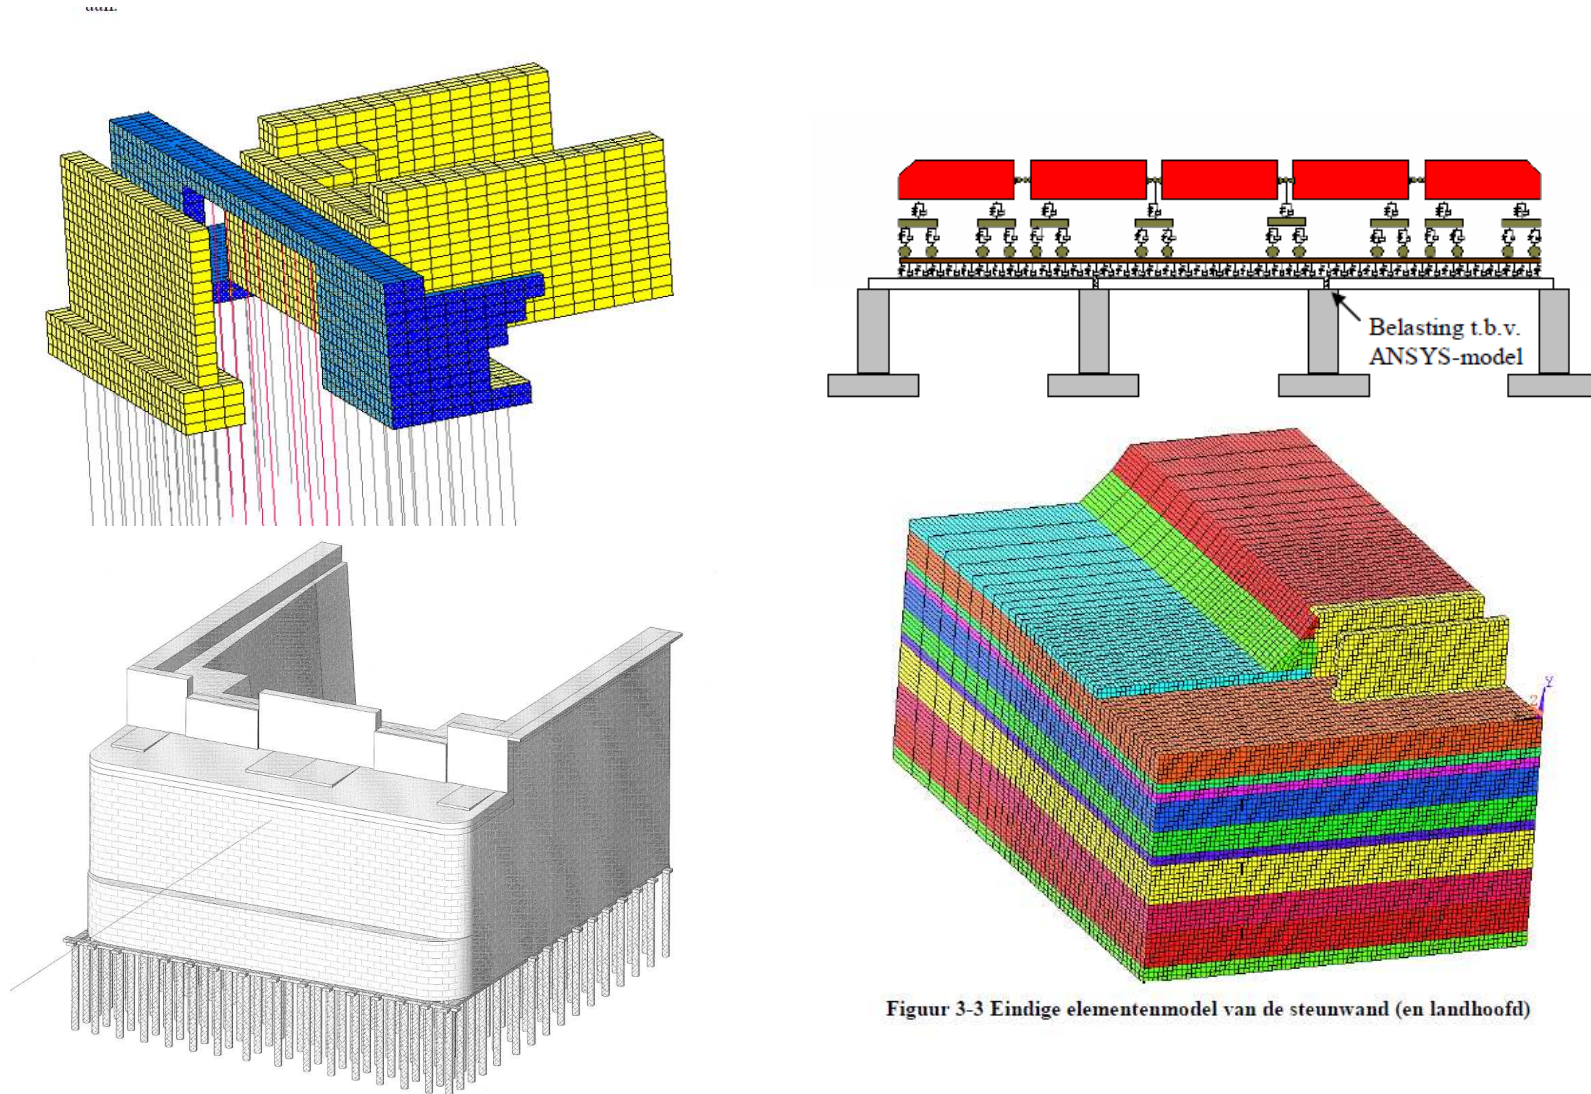 Belasting t.b.v.
ANSYS-model
Y
Figuur 3-3 Eindige elementenmodel van de steunwand (en landhoofd)